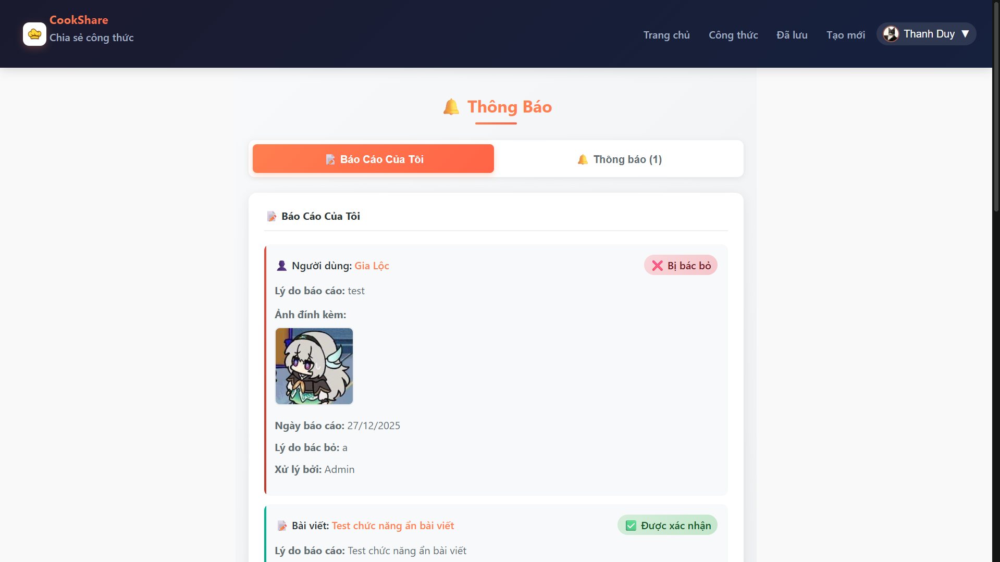 CookShare
Chia sẻ công thức
Trang chủ
Công thức
Đã lưu
Tạo mới
Thanh Duy ▼
Thông Báo
Báo Cáo Của Tôi
Thông báo (1)
Báo Cáo Của Tôi
Người dùng: Gia Lộc
Bị bác bỏ
Lý do báo cáo: test
Ảnh đính kèm:
Ngày báo cáo: 27/12/2025
Lý do bác bỏ: a
Xử lý bởi: Admin
Bài viết: Test chức năng ẩn bài viết
Được xác nhận
Lý do báo cáo: Test chức năng ẩn bài viết